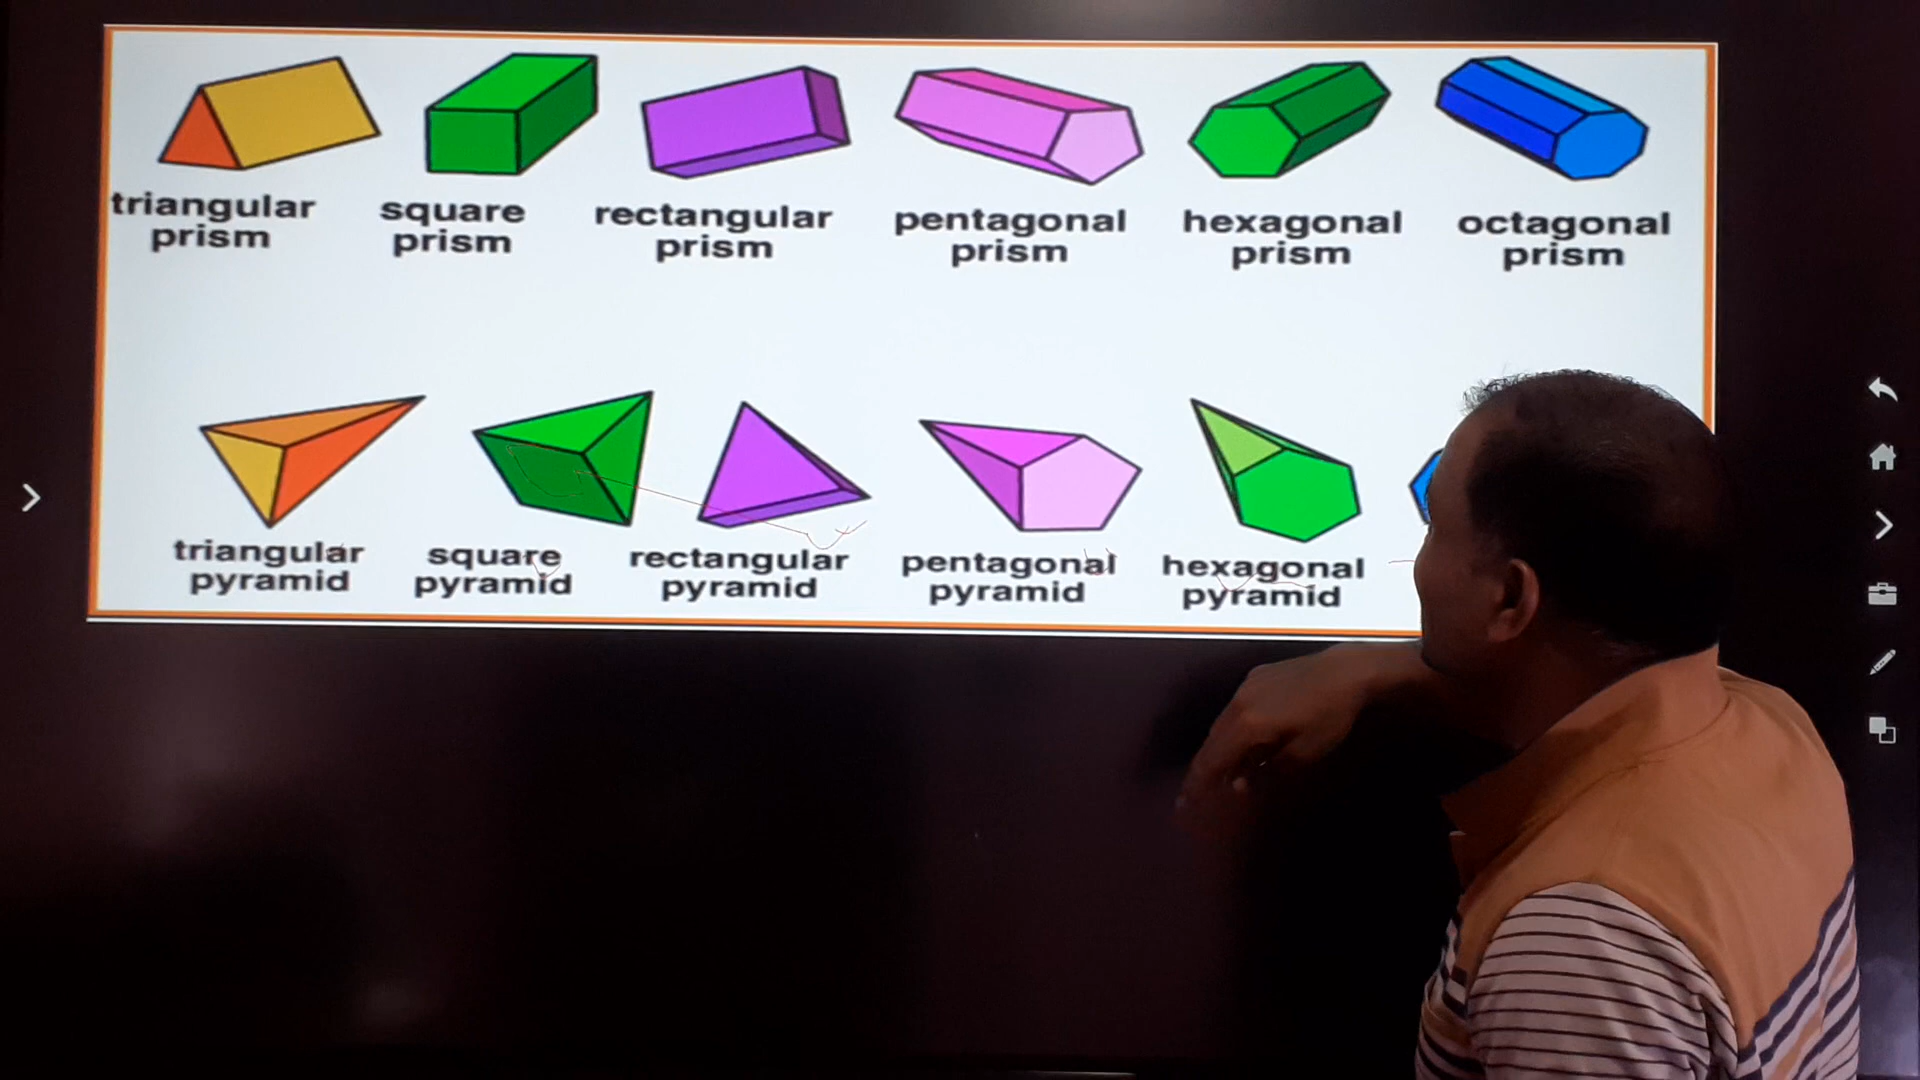 triangular
prism
square
prism
rectangular
prism
pentagonal
prism
hexagonal
prism
octagonal
prism
triangular
pyramid
square
pyramid
rectangular
pyramid
pentagonal
pyramid
hexagonal
pyramid